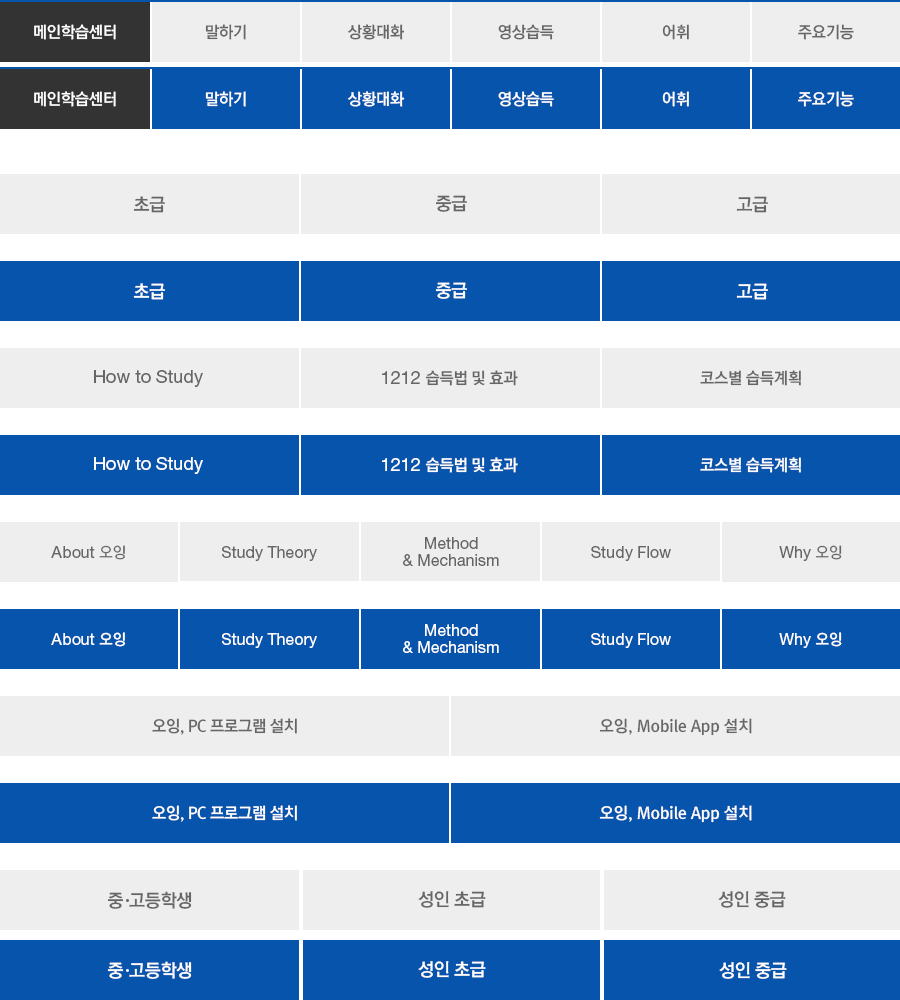 메인학습센터 말하기 상황대화 영상습득 어휘 주요기능
메인학습센터 말하기 상황대화 영상습득 어휘 주요기능
초급 중급 고급
초급 중급 고급
How to Study 1212 습득법 및 효과 코스별 습득계획
How to Study 1212 습득법 및 효과 코스별 습득계획
About 오잉 Study Theory Method & Mechanism Study Flow Why 오잉
About 오잉 Study Theory Method & Mechanism Study Flow Why 오잉
오잉, PC 프로그램 설치 오잉, Mobile App 설치
오잉, PC 프로그램 설치 오잉, Mobile App 설치
중·고등학생 성인 초급 성인 중급
중·고등학생 성인 초급 성인 중급